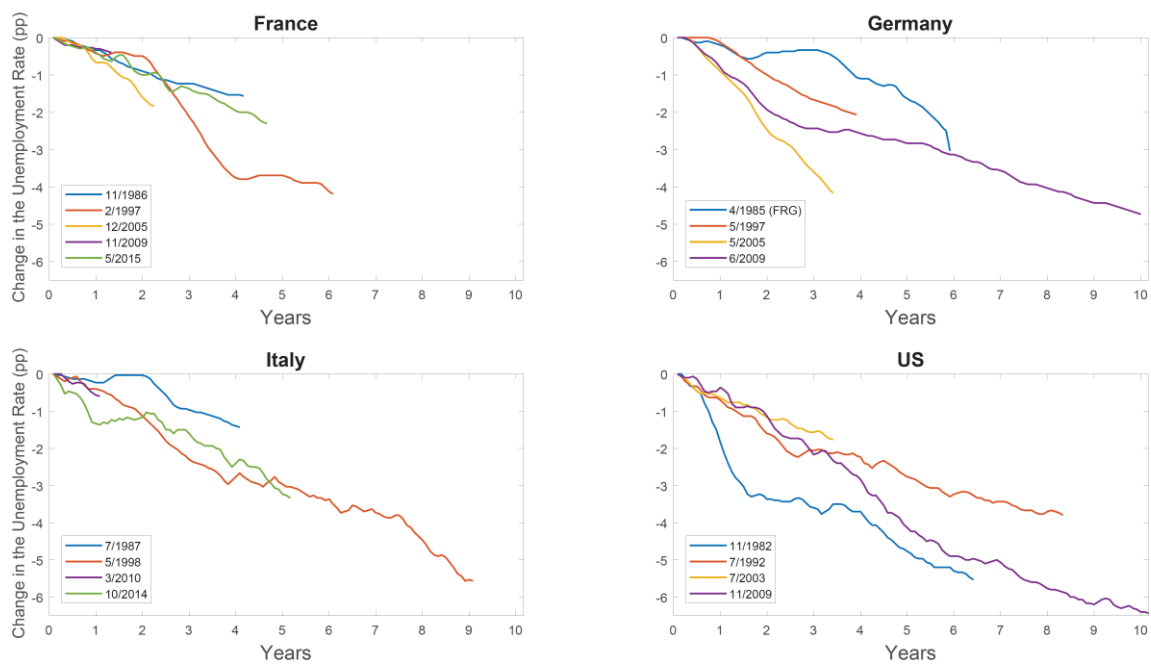 France
Change in the Unemployment Rate (pp)
0
-1
-2
-3
-4
-5
-6
11/1986
2/1997
12/2005
11/2009
5/2015
0 1 2 3 4 5 6 7 8 9 10
Years
Germany
0
-1
-2
-3
-4
-5
-6
4/1985 (FRG)
5/1997
5/2005
6/2009
0 1 2 3 4 5 6 7 8 9 10
Years
Italy
Change in the Unemployment Rate (pp)
0
-1
-2
-3
-4
-5
-6
7/1987
5/1998
3/2010
10/2014
0 1 2 3 4 5 6 7 8 9 10
Years
US
0
-1
-2
-3
-4
-5
-6
11/1982
7/1992
7/2003
11/2009
0 1 2 3 4 5 6 7 8 9 10
Years